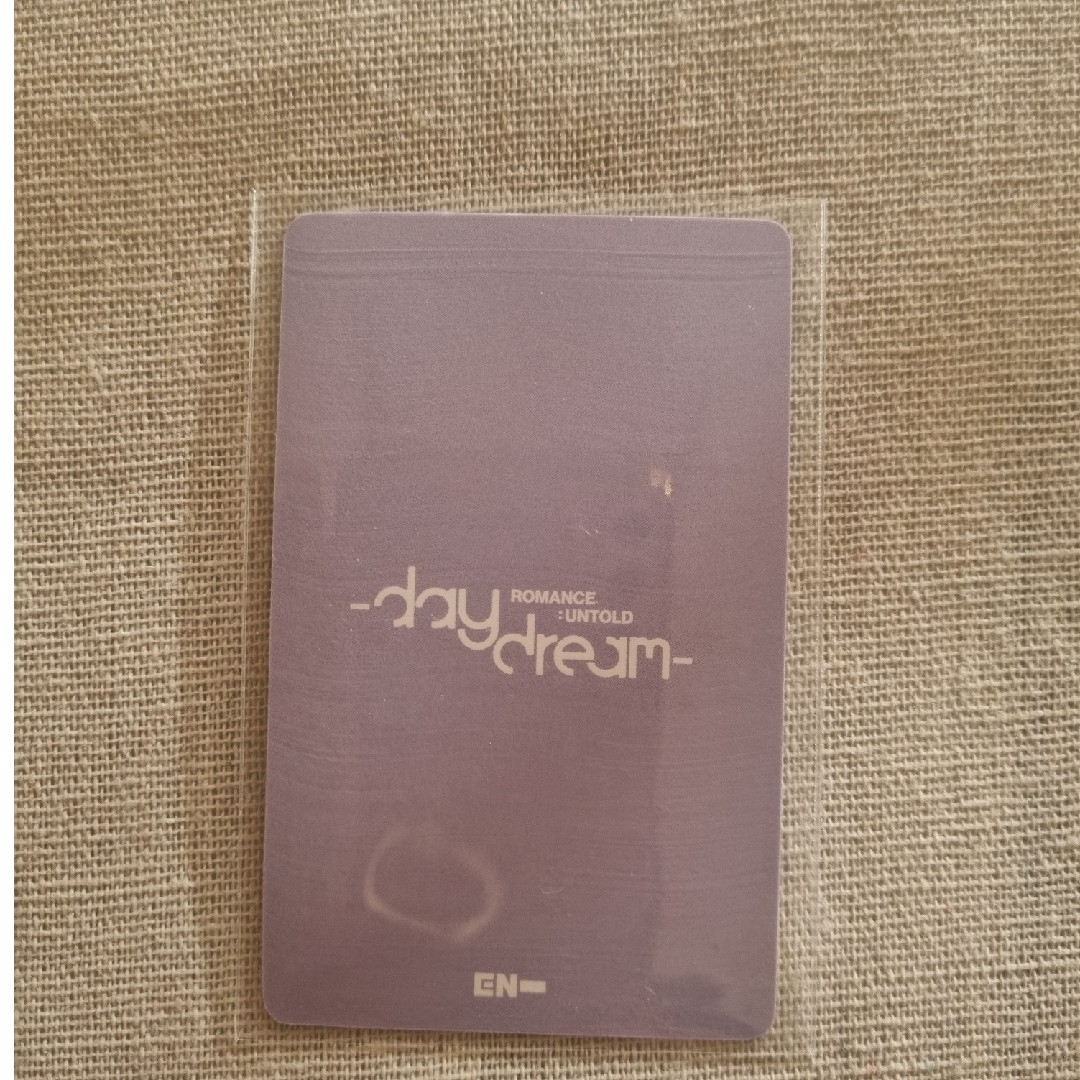 -day
ROMANCE
:UNTOLD
dream-
EN-